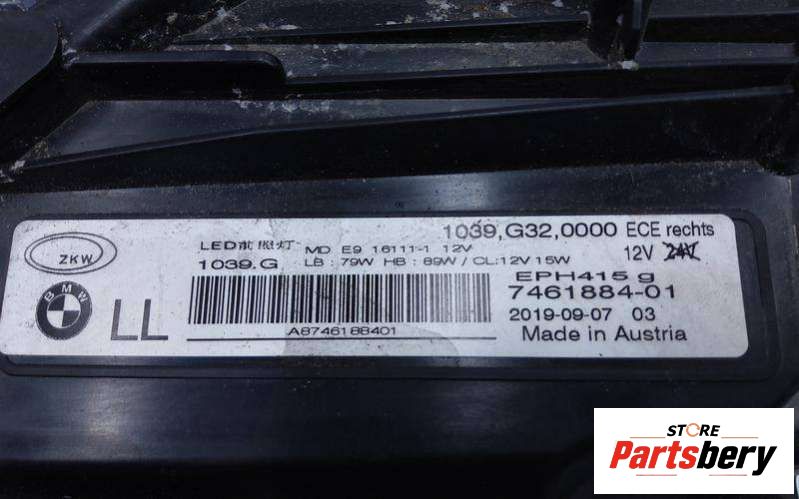 1039,G32,0000 ECE rechts
ZKW
LED前照灯 MD E9 16111-1 12V
12V 24V
1039.G LB : 79W HB : 89W / CL:12V 15W
EPH415 g
BMW
LL
7461884-01
A8746188401
2019-09-07 03
Made in Austria
STORE
Partsbery